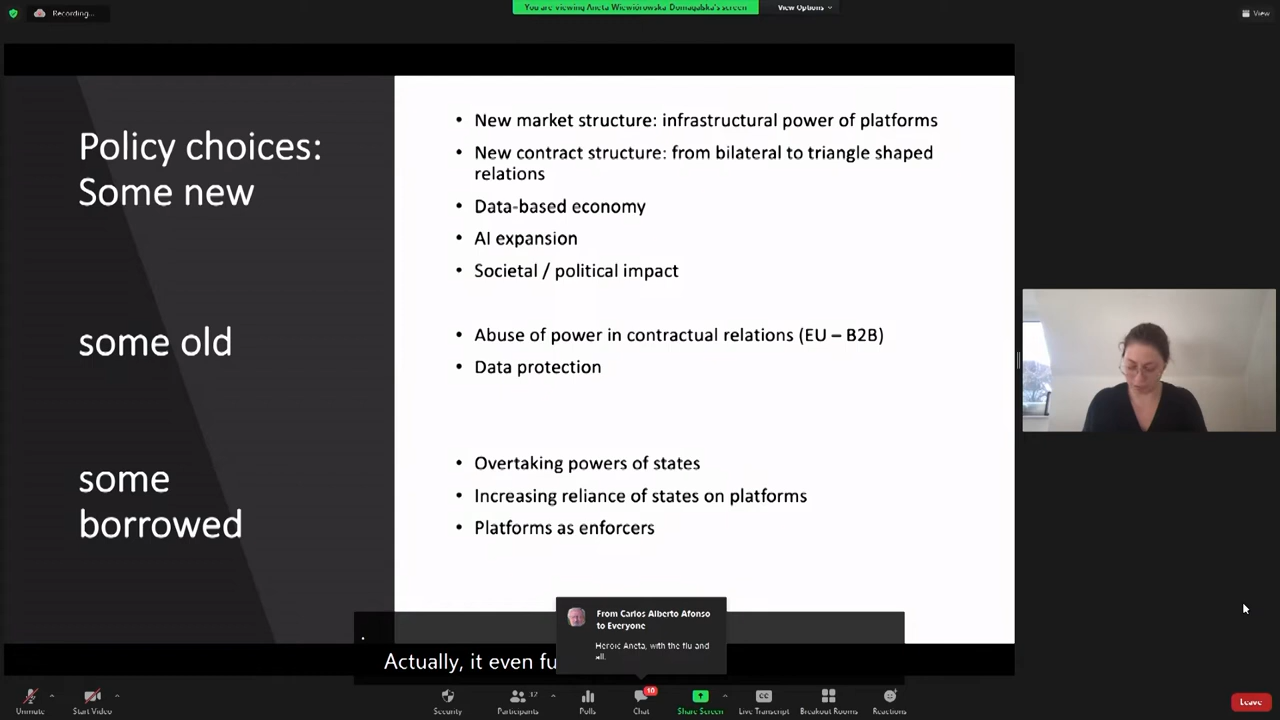 Recording...
You are viewing Aneta Wiewiórowska-Domagalska's screen
View Options
View
Policy choices:
Some new
• New market structure: infrastructural power of platforms
• New contract structure: from bilateral to triangle shaped
relations
• Data-based economy
• AI expansion
• Societal / political impact
some old
• Abuse of power in contractual relations (EU – B2B)
• Data protection
some
borrowed
• Overtaking powers of states
• Increasing reliance of states on platforms
• Platforms as enforcers
From Carlos Alberto Afonso
to Everyone
Heroic Aneta, with the flu and
all.
.
Actually, it even fu
Unmute
Start Video
Security
Participants
Polls
Chat
10
Share Screen
Live Transcript
Breakout Rooms
Reactions
Leave